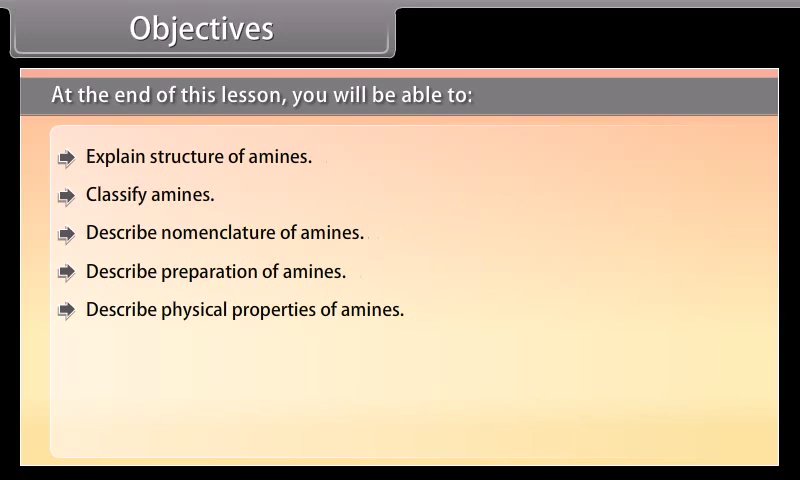 Objectives
At the end of this lesson, you will be able to:
Explain structure of amines.
Classify amines.
Describe nomenclature of amines.
Describe preparation of amines.
Describe physical properties of amines.